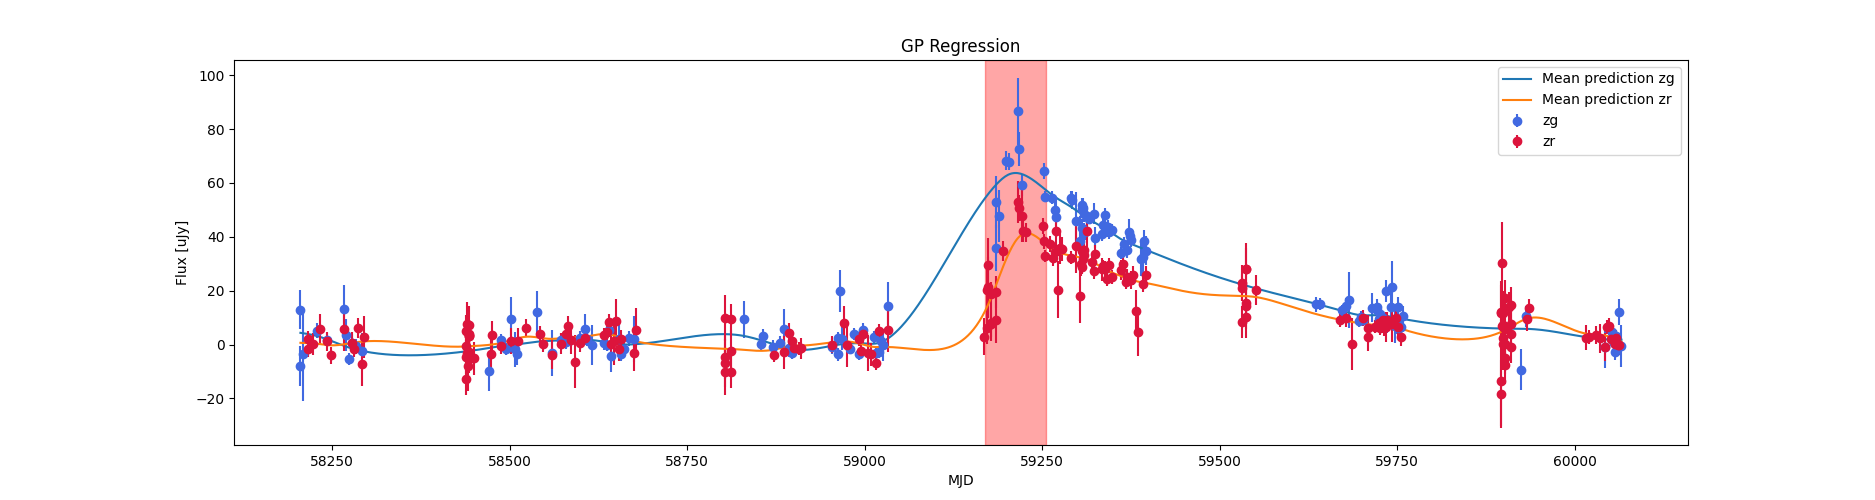 GP Regression
Flux [uJy]
100
80
60
40
20
0
−20
58250
58500
58750
59000
59250
59500
59750
60000
MJD
Mean prediction zg
Mean prediction zr
zg
zr